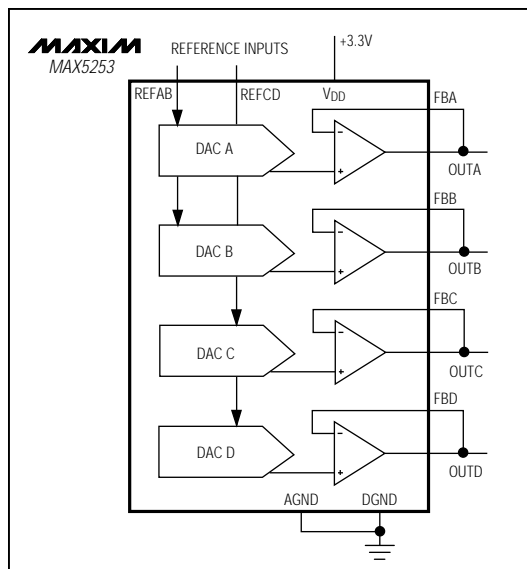 MAXIM
MAX5253
REFERENCE INPUTS
+3.3V
REFAB
REFCD
VDD
FBA
DAC A
-
+
OUTA
FBB
DAC B
-
+
OUTB
FBC
DAC C
-
+
OUTC
FBD
DAC D
-
+
OUTD
AGND
DGND